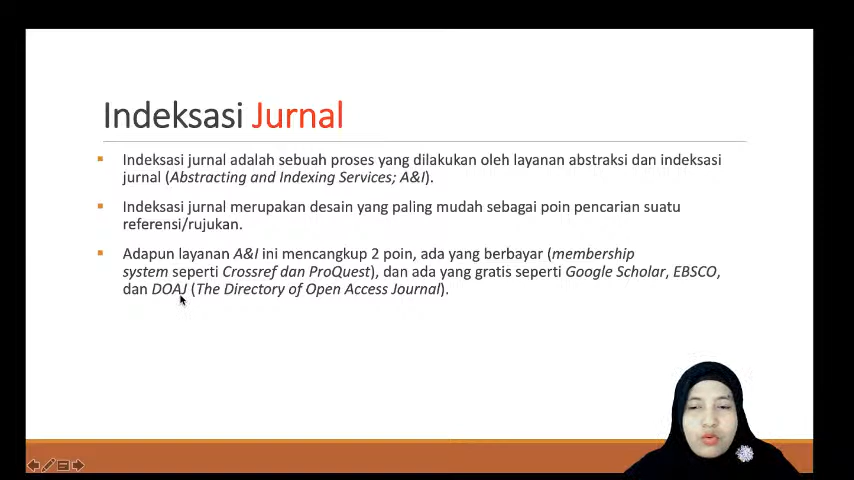 Indeksasi Jurnal
Indeksasi jurnal adalah sebuah proses yang dilakukan oleh layanan abstraksi dan indeksasi
jurnal (Abstracting and Indexing Services; A&I).
Indeksasi jurnal merupakan desain yang paling mudah sebagai poin pencarian suatu
referensi/rujukan.
Adapun layanan A&I ini mencangkup 2 poin, ada yang berbayar (membership
system seperti Crossref dan ProQuest), dan ada yang gratis seperti Google Scholar, EBSCO,
dan DOAJ (The Directory of Open Access Journal).